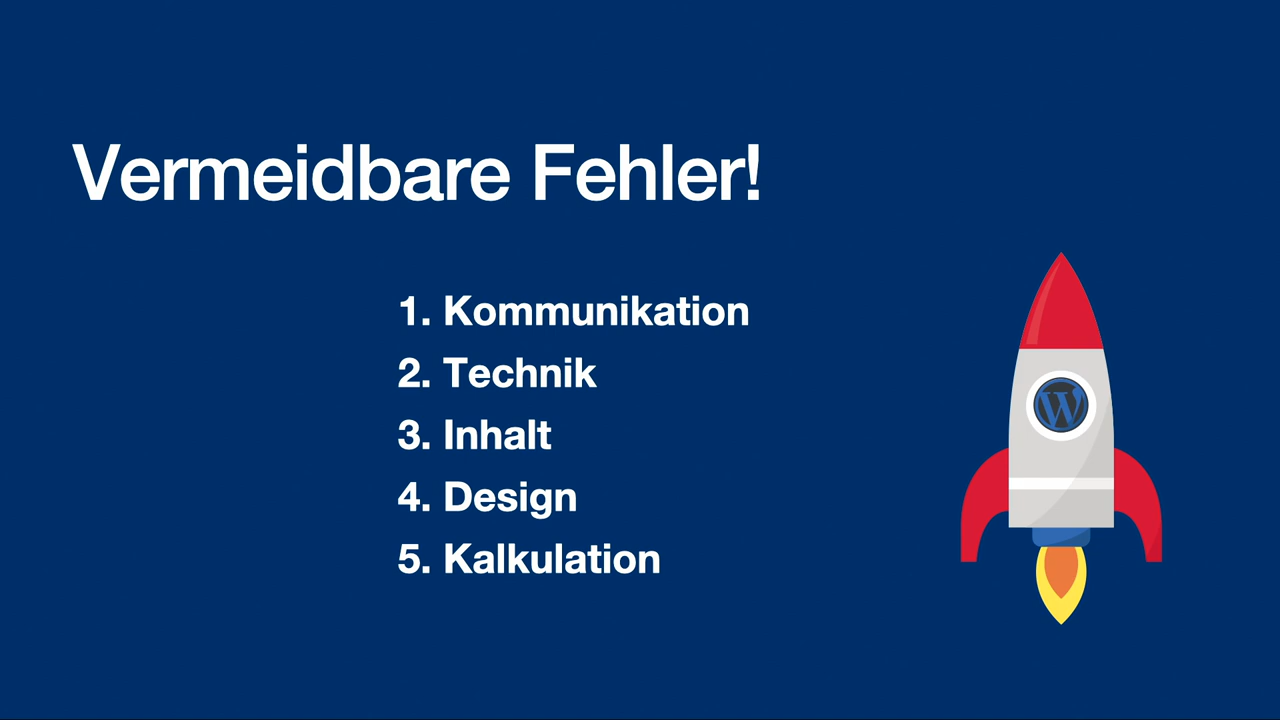 Vermeidbare Fehler!
1. Kommunikation
2. Technik
3. Inhalt
4. Design
5. Kalkulation
W